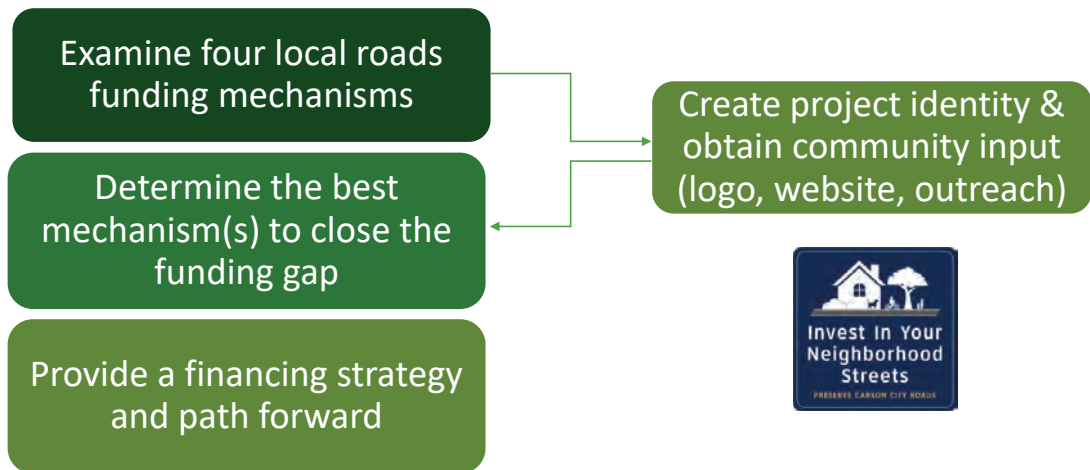 Examine four local roads
funding mechanisms
Create project identity &
obtain community input
(logo, website, outreach)
Determine the best
mechanism(s) to close the
funding gap
Provide a financing strategy
and path forward
Invest In Your
Neighborhood
Streets
PRESERVE CARSON CITY ROADS